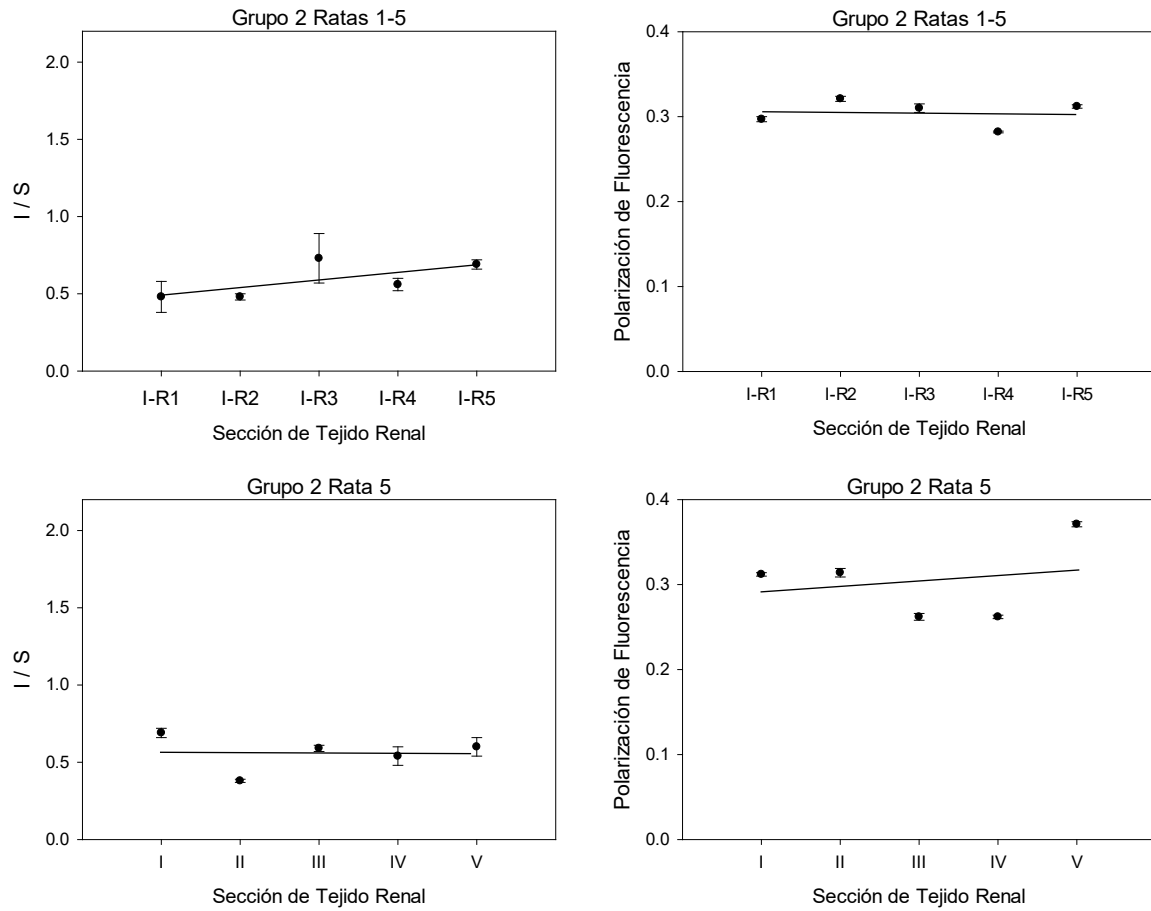 Grupo 2 Ratas 1-5
I / S
2.0
1.5
1.0
0.5
0.0
I-R1 I-R2 I-R3 I-R4 I-R5
Sección de Tejido Renal
Grupo 2 Ratas 1-5
Polarización de Fluorescencia
0.4
0.3
0.2
0.1
0.0
I-R1 I-R2 I-R3 I-R4 I-R5
Sección de Tejido Renal
Grupo 2 Rata 5
I / S
2.0
1.5
1.0
0.5
0.0
I II III IV V
Sección de Tejido Renal
Grupo 2 Rata 5
Polarización de Fluorescencia
0.4
0.3
0.2
0.1
0.0
I II III IV V
Sección de Tejido Renal